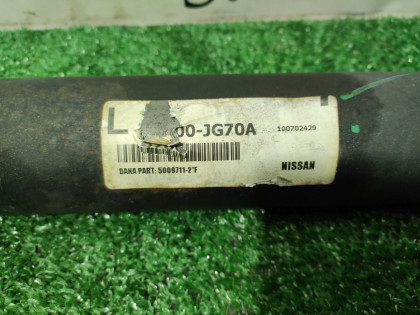 L 00-JG70A 100702429
DANA PART: 5009711-2*F NISSAN